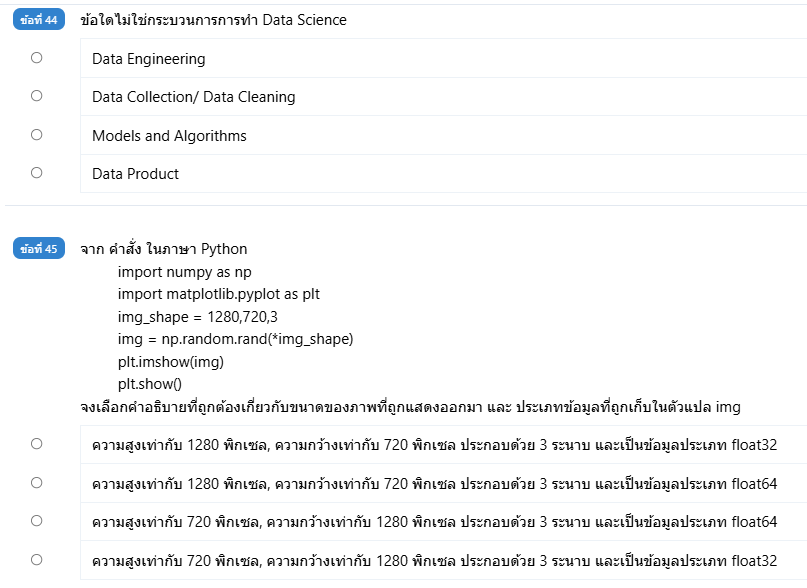 ข้อที่ 44 ข้อใดไม่ใช่กระบวนการการทำ Data Science
Data Engineering
Data Collection/ Data Cleaning
Models and Algorithms
Data Product
ข้อที่ 45 จาก คำสั่ง ในภาษา Python
import numpy as np
import matplotlib.pyplot as plt
img_shape = 1280,720,3
img = np.random.rand(*img_shape)
plt.imshow(img)
plt.show()
จงเลือกคำอธิบายที่ถูกต้องเกี่ยวกับขนาดของภาพที่ถูกแสดงออกมา และ ประเภทข้อมูลที่ถูกเก็บในตัวแปล img
ความสูงเท่ากับ 1280 พิกเซล, ความกว้างเท่ากับ 720 พิกเซล ประกอบด้วย 3 ระนาบ และเป็นข้อมูลประเภท float32
ความสูงเท่ากับ 1280 พิกเซล, ความกว้างเท่ากับ 720 พิกเซล ประกอบด้วย 3 ระนาบ และเป็นข้อมูลประเภท float64
ความสูงเท่ากับ 720 พิกเซล, ความกว้างเท่ากับ 1280 พิกเซล ประกอบด้วย 3 ระนาบ และเป็นข้อมูลประเภท float64
ความสูงเท่ากับ 720 พิกเซล, ความกว้างเท่ากับ 1280 พิกเซล ประกอบด้วย 3 ระนาบ และเป็นข้อมูลประเภท float32